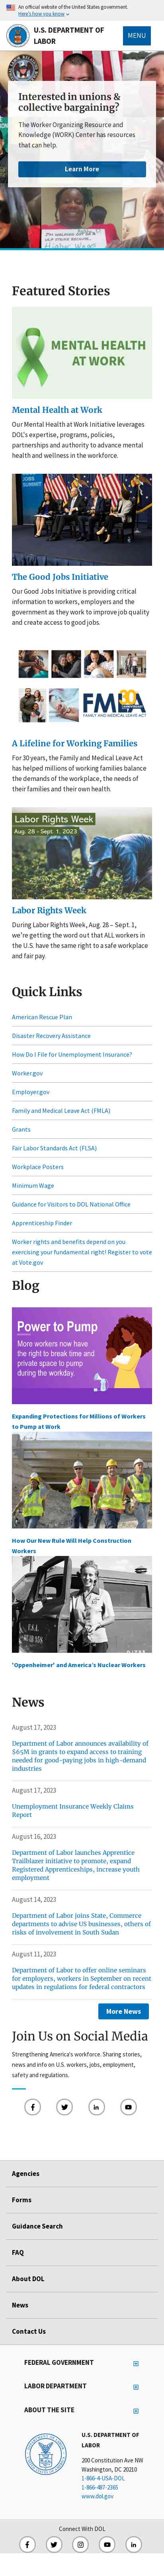 An official website of the United States government.
Here's how you know
U.S. DEPARTMENT OF
LABOR
MENU
Interested in unions &
collective bargaining?
The Worker Organizing Resource and
Knowledge (WORK) Center has resources
that can help.
Learn More
Featured Stories
MENTAL HEALTH
AT WORK
Mental Health at Work
Our Mental Health at Work Initiative leverages
DOL's expertise, programs, policies,
partnerships and authority to advance mental
health and wellness in the workforce.
The Good Jobs Initiative
Our Good Jobs Initiative is providing critical
information to workers, employers and
government as they work to improve job quality
and create access to good jobs.
30
FMLA
FAMILY AND MEDICAL LEAVE ACT
A Lifeline for Working Families
For 30 years, the Family and Medical Leave Act
has helped millions of working families balance
the demands of the workplace, the needs of
their families and their own health.
Labor Rights Week
Aug. 28 - Sept. 1, 2023
Labor Rights Week
During Labor Rights Week, Aug. 28 – Sept. 1,
we're getting the word out that ALL workers in
the U.S. have the same right to a safe workplace
and fair pay.
Quick Links
American Rescue Plan
Disaster Recovery Assistance
How Do I File for Unemployment Insurance?
Worker.gov
Employer.gov
Family and Medical Leave Act (FMLA)
Grants
Fair Labor Standards Act (FLSA)
Workplace Posters
Minimum Wage
Guidance for Visitors to DOL National Office
Apprenticeship Finder
Worker rights and benefits depend on you
exercising your fundamental right! Register to vote
at Vote.gov
Blog
Power to Pump
More workers now have
the right to break time and
private space to pump
during the workday.
Expanding Protections for Millions of Workers
to Pump at Work
How Our New Rule Will Help Construction
Workers
'Oppenheimer' and America's Nuclear Workers
News
August 17, 2023
Department of Labor announces availability of
$65M in grants to expand access to training
needed for good-paying jobs in high-demand
industries
August 17, 2023
Unemployment Insurance Weekly Claims
Report
August 16, 2023
Department of Labor launches Apprentice
Trailblazer initiative to promote, expand
Registered Apprenticeships, increase youth
employment
August 14, 2023
Department of Labor joins State, Commerce
departments to advise US businesses, others of
risks of involvement in South Sudan
August 11, 2023
Department of Labor to offer online seminars
for employers, workers in September on recent
updates in regulations for federal contractors
More News
Join Us on Social Media
Strengthening America's workforce. Sharing stories,
news and info on U.S. workers, jobs, employment,
safety and regulations.
Agencies
Forms
Guidance Search
FAQ
About DOL
News
Contact Us
FEDERAL GOVERNMENT
LABOR DEPARTMENT
ABOUT THE SITE
U.S. DEPARTMENT OF
LABOR
200 Constitution Ave NW
Washington, DC 20210
1-866-4-USA-DOL
1-866-487-2365
www.dol.gov
Connect With DOL